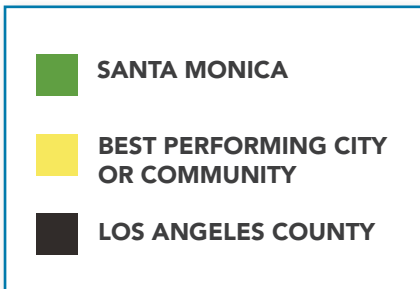 SANTA MONICA
BEST PERFORMING CITY
OR COMMUNITY
LOS ANGELES COUNTY